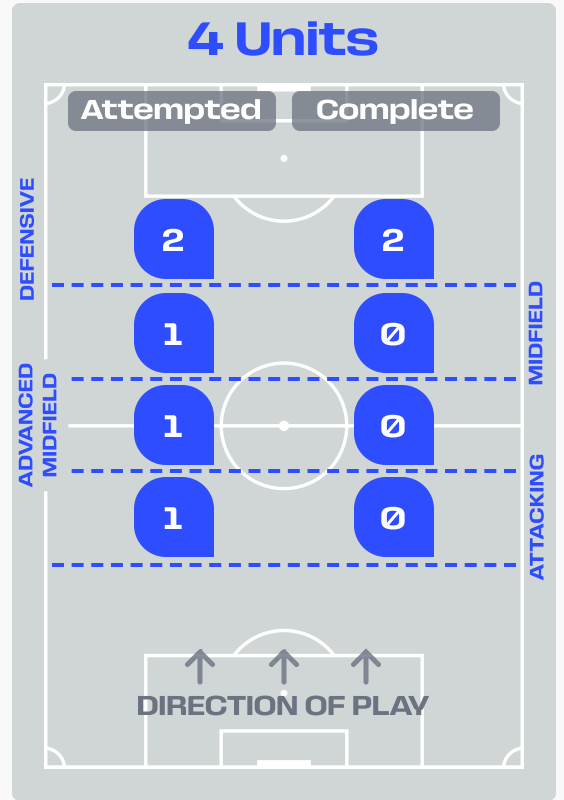 4 Units
Attempted Complete
DEFENSIVE
2 2
MIDFIELD
1 0
ADVANCED
MIDFIELD
1 0
ATTACKING
1 0
DIRECTION OF PLAY